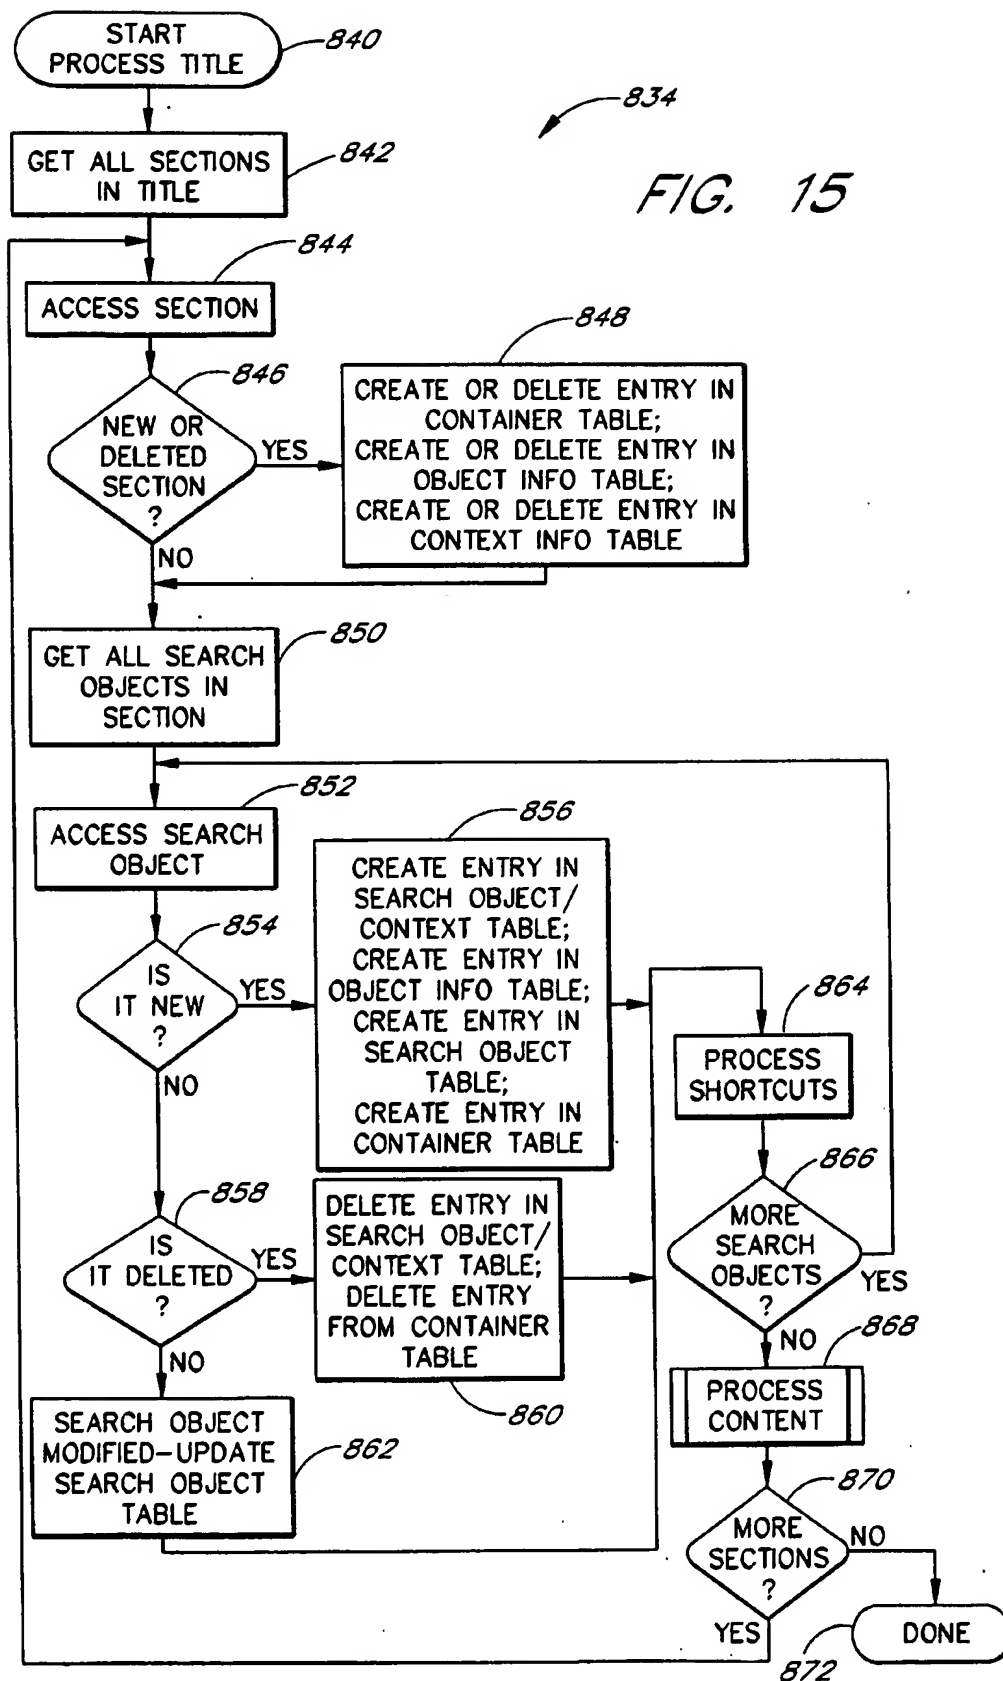 START
PROCESS TITLE
840
834
GET ALL SECTIONS
IN TITLE
842
FIG. 15
844
ACCESS SECTION
846
NEW OR
DELETED
SECTION
?
YES
NO
848
CREATE OR DELETE ENTRY IN
CONTAINER TABLE;
CREATE OR DELETE ENTRY IN
OBJECT INFO TABLE;
CREATE OR DELETE ENTRY IN
CONTEXT INFO TABLE
850
GET ALL SEARCH
OBJECTS IN
SECTION
852
ACCESS SEARCH
OBJECT
854
IS
IT NEW
?
YES
NO
856
CREATE ENTRY IN
SEARCH OBJECT/
CONTEXT TABLE;
CREATE ENTRY IN
OBJECT INFO TABLE;
CREATE ENTRY IN
SEARCH OBJECT
TABLE;
CREATE ENTRY IN
CONTAINER TABLE
858
IS
IT DELETED
?
YES
NO
DELETE ENTRY IN
SEARCH OBJECT/
CONTEXT TABLE;
DELETE ENTRY
FROM CONTAINER
TABLE
860
SEARCH OBJECT
MODIFIED-UPDATE
SEARCH OBJECT
TABLE
862
864
PROCESS
SHORTCUTS
866
MORE
SEARCH
OBJECTS
?
YES
NO
868
PROCESS
CONTENT
870
MORE
SECTIONS
?
NO
YES
DONE
872